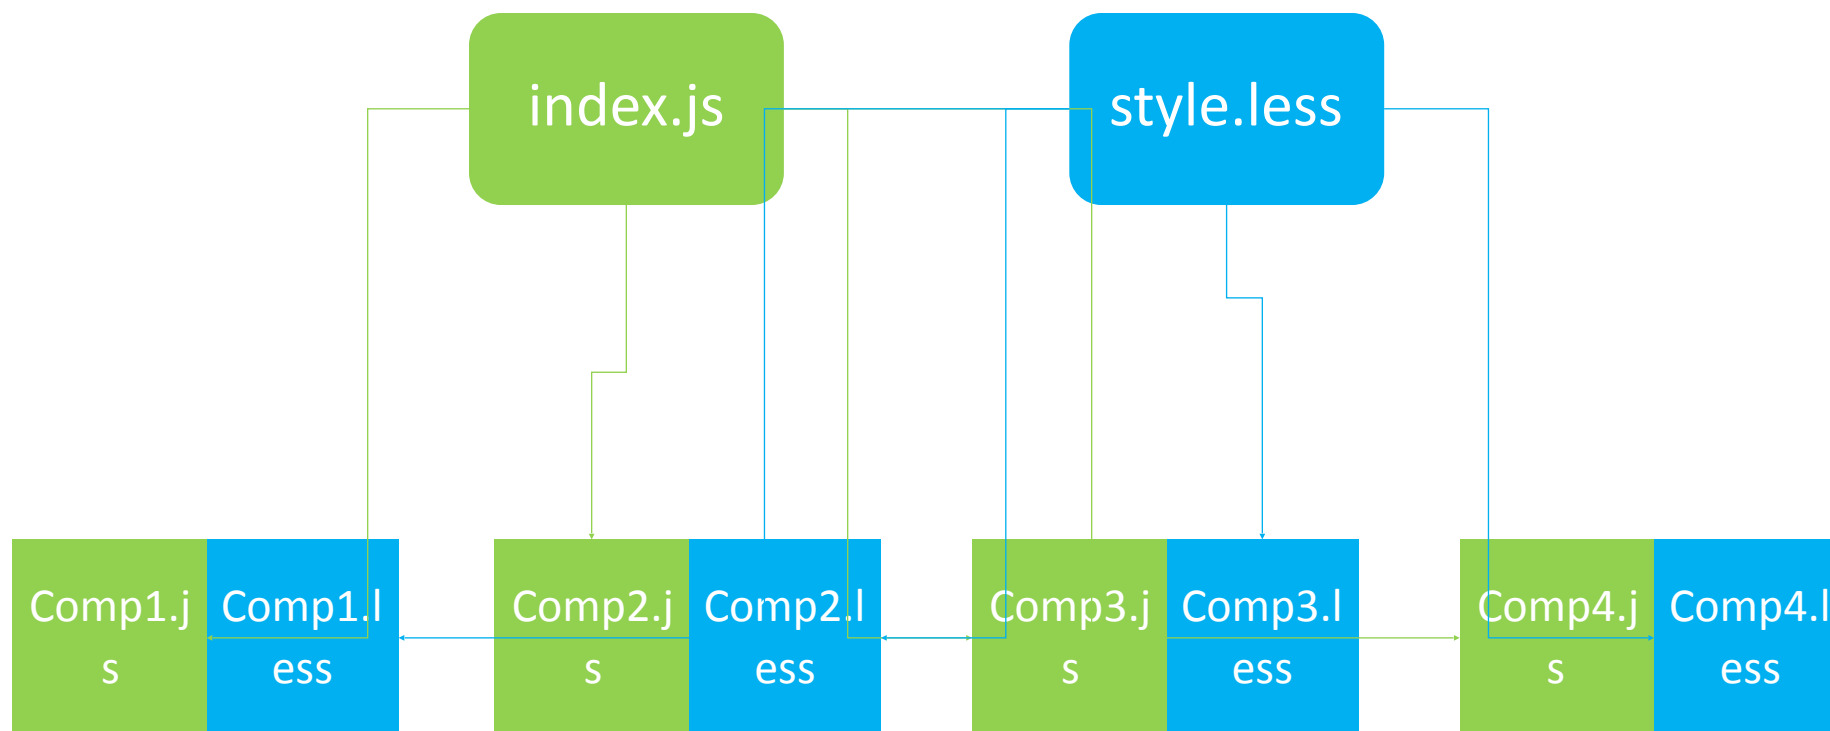 index.js
style.less
Comp1.j
s
Comp1.l
ess
Comp2.j
s
Comp2.l
ess
Comp3.j
s
Comp3.l
ess
Comp4.j
s
Comp4.l
ess